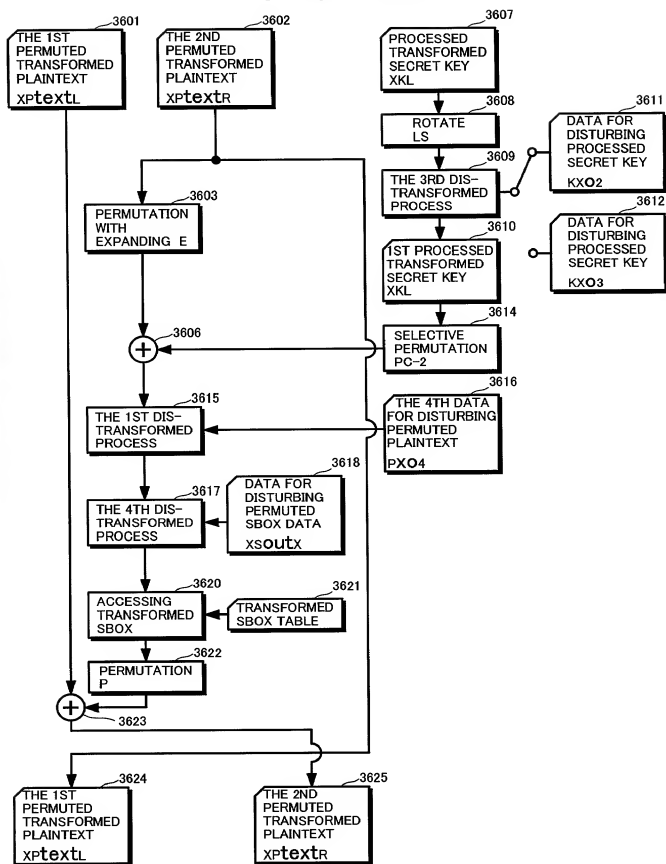 3601
THE 1ST
PERMUTED
TRANSFORMED
PLAINTEXT
XPtextL
3602
THE 2ND
PERMUTED
TRANSFORMED
PLAINTEXT
XPtextR
3607
PROCESSED
TRANSFORMED
SECRET KEY
XKL
3608
ROTATE
LS
3609
THE 3RD DIS-
TRANSFORMED
PROCESS
3611
DATA FOR
DISTURBING
PROCESSED
SECRET KEY
KXO2
3612
DATA FOR
DISTURBING
PROCESSED
SECRET KEY
KXO3
3603
PERMUTATION
WITH
EXPANDING E
3610
1ST PROCESSED
TRANSFORMED
SECRET KEY
XKL
3606
+
3614
SELECTIVE
PERMUTATION
PC-2
3615
THE 1ST DIS-
TRANSFORMED
PROCESS
3616
THE 4TH DATA
FOR DISTURBING
PERMUTED
PLAINTEXT
PXO4
3617
THE 4TH DIS-
TRANSFORMED
PROCESS
3618
DATA FOR
DISTURBING
PERMUTED
SBOX DATA
XSoutX
3620
ACCESSING
TRANSFORMED
SBOX
3621
TRANSFORMED
SBOX TABLE
3622
PERMUTATION
P
+
3623
3624
THE 1ST
PERMUTED
TRANSFORMED
PLAINTEXT
XPtextL
3625
THE 2ND
PERMUTED
TRANSFORMED
PLAINTEXT
XPtextR